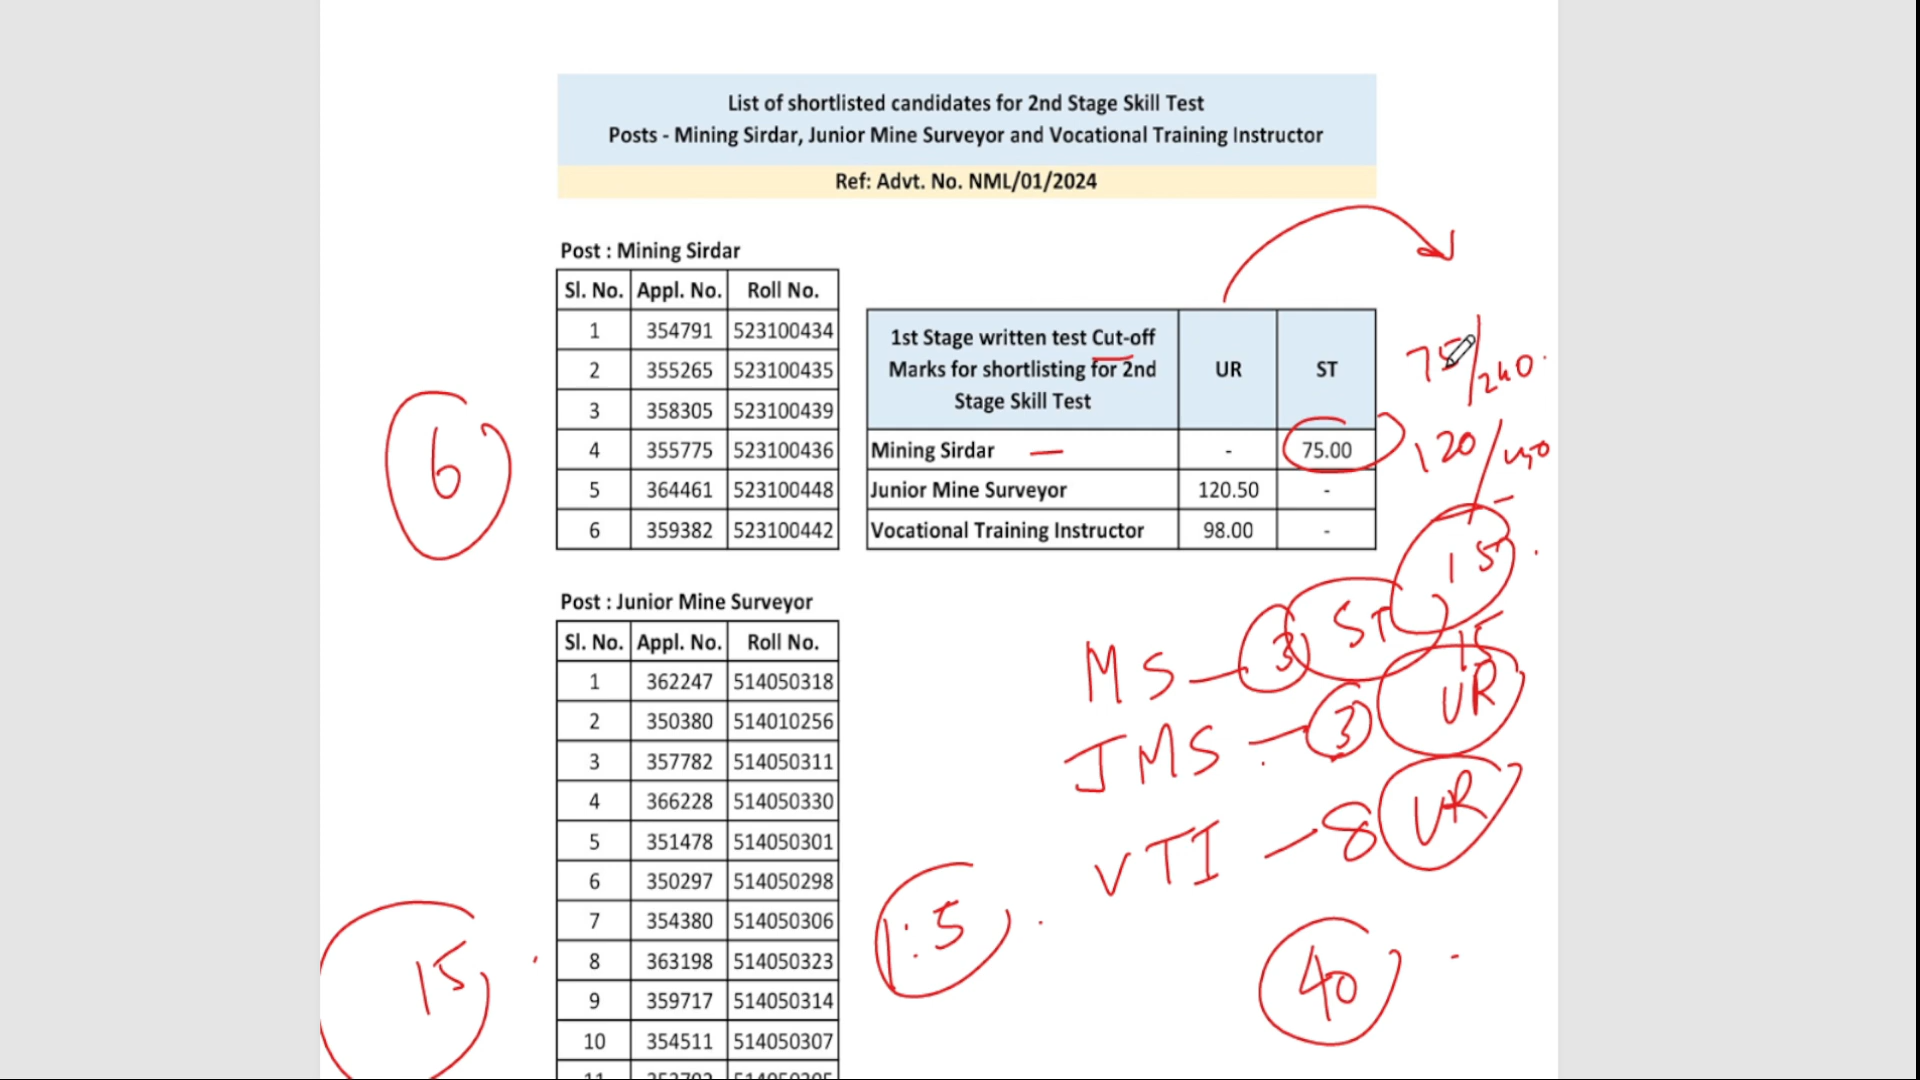 List of shortlisted candidates for 2nd Stage Skill Test
Posts - Mining Sirdar, Junior Mine Surveyor and Vocational Training Instructor
Ref: Advt. No. NML/01/2024
Post : Mining Sirdar
Sl. No. Appl. No. Roll No.
1 354791 523100434
2 355265 523100435
3 358305 523100439
4 355775 523100436
5 364461 523100448
6 359382 523100442
1st Stage written test Cut-off Marks for shortlisting for 2nd Stage Skill Test UR ST
Mining Sirdar - 75.00
Junior Mine Surveyor 120.50 -
Vocational Training Instructor 98.00 -
75/240
120/
6
15
MS - 3 ST
15
JMS - 3 UR
VTI - 8 UR
1:5
40
15
Post : Junior Mine Surveyor
Sl. No. Appl. No. Roll No.
1 362247 514050318
2 350380 514010256
3 357782 514050311
4 366228 514050330
5 351478 514050301
6 350297 514050298
7 354380 514050306
8 363198 514050323
9 359717 514050314
10 354511 514050307